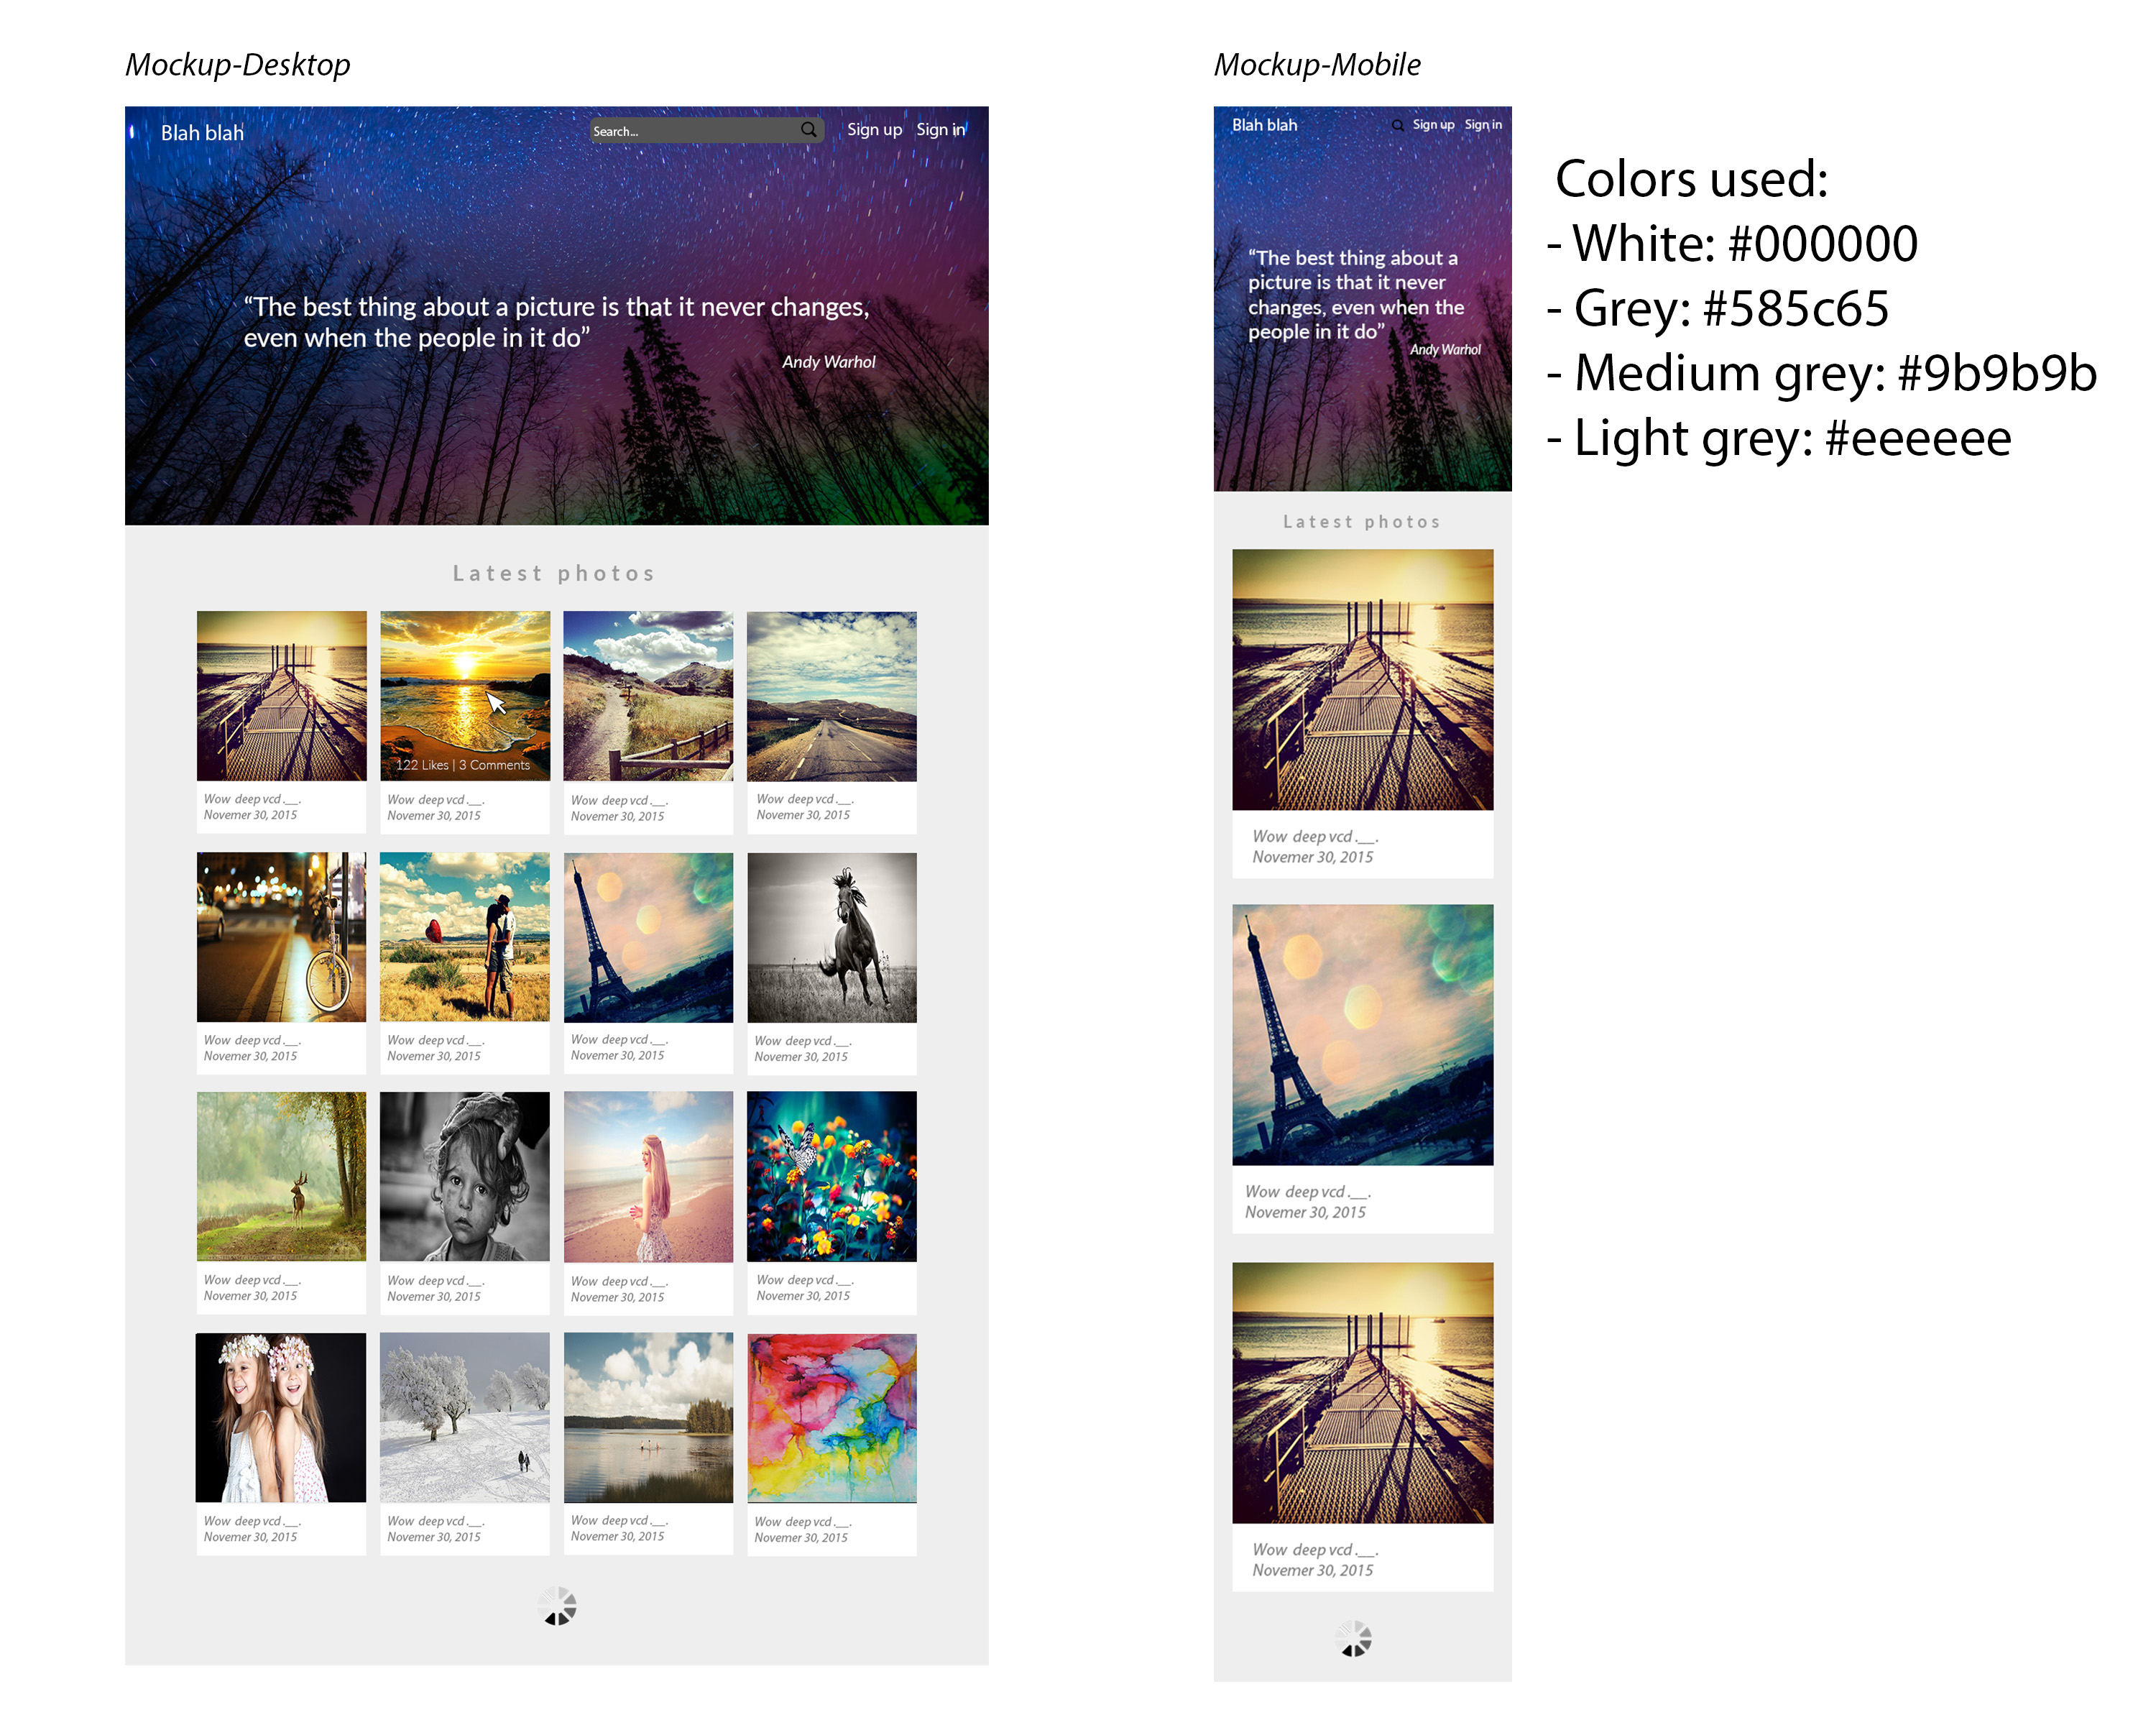 Mockup-Desktop
Blah blah
Search...
Sign up
Sign in
“The best thing about a picture is that it never changes,
even when the people in it do”
Andy Warhol
Latest photos
122 Likes | 3 Comments
Wow deep vcd .__.
Novemer 30, 2015
Wow deep vcd .__.
Novemer 30, 2015
Wow deep vcd .__.
Novemer 30, 2015
Wow deep vcd .__.
Novemer 30, 2015
Wow deep vcd .__.
Novemer 30, 2015
Wow deep vcd .__.
Novemer 30, 2015
Wow deep vcd .__.
Novemer 30, 2015
Wow deep vcd .__.
Novemer 30, 2015
Wow deep vcd .__.
Novemer 30, 2015
Wow deep vcd .__.
Novemer 30, 2015
Wow deep vcd .__.
Novemer 30, 2015
Wow deep vcd .__.
Novemer 30, 2015
Wow deep vcd .__.
Novemer 30, 2015
Wow deep vcd .__.
Novemer 30, 2015
Wow deep vcd .__.
Novemer 30, 2015
Wow deep vcd .__.
Novemer 30, 2015
Mockup-Mobile
Blah blah
Sign up
Sign in
“The best thing about a
picture is that it never
changes, even when the
people in it do”
Andy Warhol
Latest photos
Wow deep vcd .__.
Novemer 30, 2015
Wow deep vcd .__.
Novemer 30, 2015
Wow deep vcd .__.
Novemer 30, 2015
Colors used:
- White: #000000
- Grey: #585c65
- Medium grey: #9b9b9b
- Light grey: #eeeeee